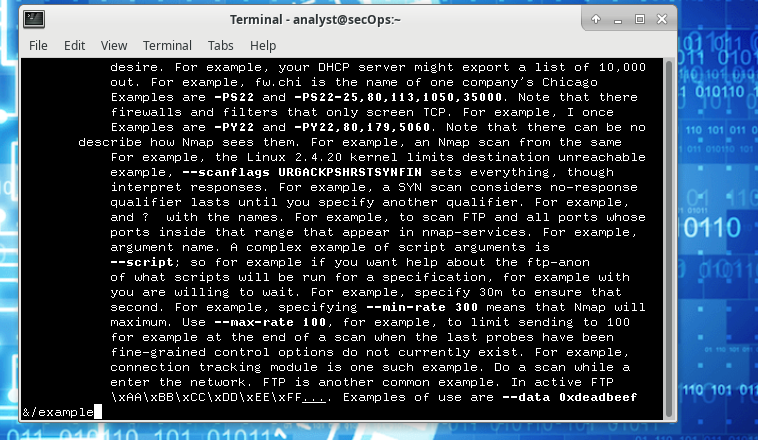 Terminal - analyst@secOps:~
File Edit View Terminal Tabs Help
desire. For example, your DHCP server might export a list of 10,000
out. For example, fw.chi is the name of one company's Chicago
Examples are -PS22 and -PS22-25,80,113,1050,35000. Note that there
firewalls and filters that only screen TCP. For example, I once
Examples are -PY22 and -PY22,80,179,5060. Note that there can be no
describe how Nmap sees them. For example, an Nmap scan from the same
For example, the Linux 2.4.20 kernel limits destination unreachable
example, --scanflags URGACKPSHRSTSYNFIN sets everything, though
interpret responses. For example, a SYN scan considers no-response
qualifier lasts until you specify another qualifier. For example,
and ?  with the names. For example, to scan FTP and all ports whose
ports inside that range that appear in nmap-services. For example,
argument name. A complex example of script arguments is
--script; so for example if you want help about the ftp-anon
of what scripts will be run for a specification, for example with
you are willing to wait. For example, specify 30m to ensure that
second. For example, specifying --min-rate 300 means that Nmap will
maximum. Use --max-rate 100, for example, to limit sending to 100
for example at the end of a scan when the last probes have been
fine-grained control options do not currently exist. For example,
connection tracking module is one such example. Do a scan while a
enter the network. FTP is another common example. In active FTP
\xAA\xBB\xCC\xDD\xEE\xFF.... Examples of use are --data 0xdeadbeef
&/example